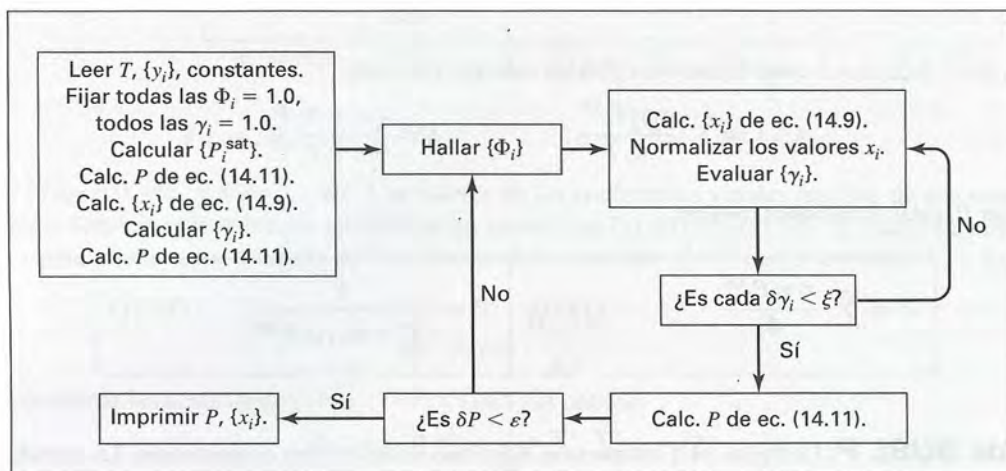 Leer T, {yᵢ}, constantes.
Fijar todas las Φᵢ = 1.0,
todos las γᵢ = 1.0.
Calcular {Pᵢˢᵃᵗ}.
Calc. P de ec. (14.11).
Calc. {xᵢ} de ec. (14.9).
Calcular {γᵢ}.
Calc. P de ec. (14.11).
Hallar {Φᵢ}
Calc. {xᵢ} de ec. (14.9).
Normalizar los valores xᵢ.
Evaluar {γᵢ}.
No
¿Es cada δγᵢ < ξ?
Sí
Calc. P de ec. (14.11).
¿Es δP < ε?
No
Sí
Imprimir P, {xᵢ}.